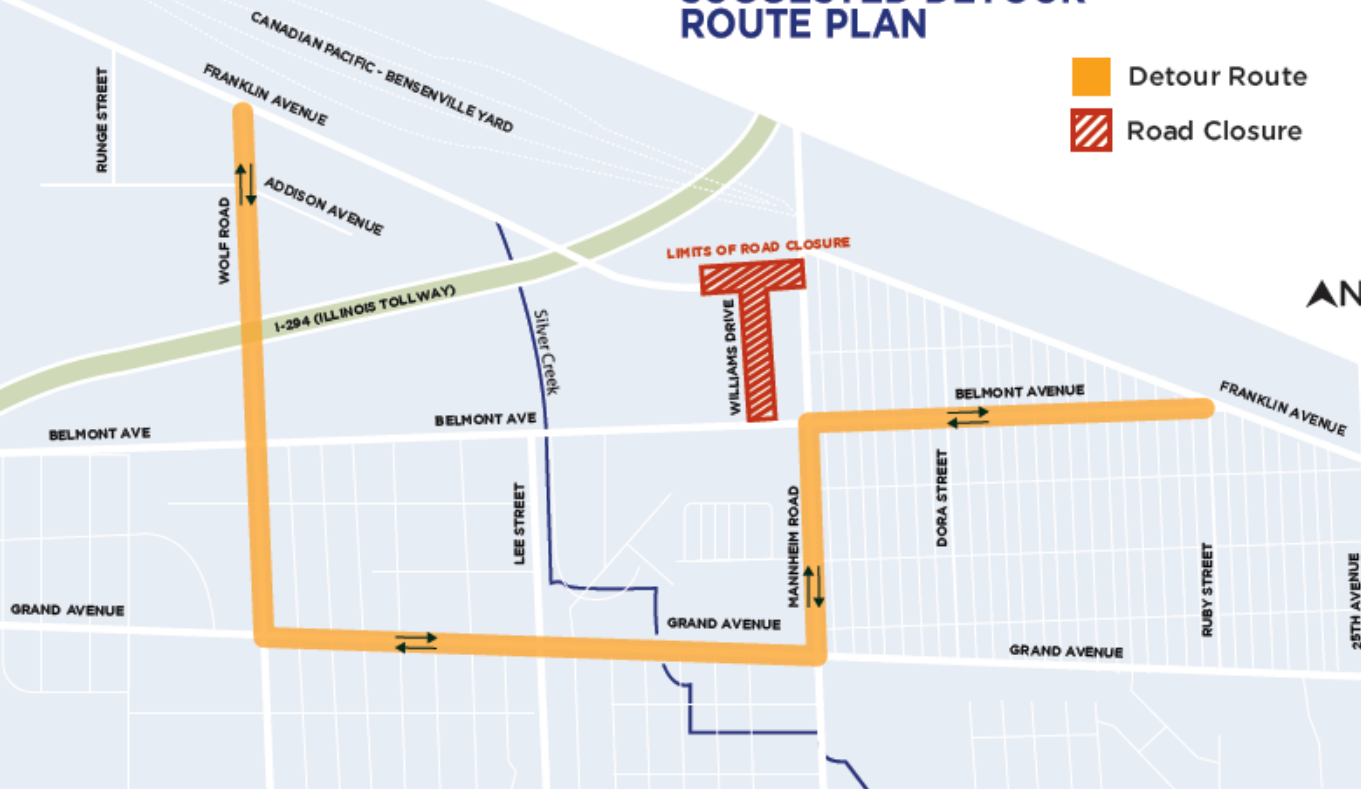 SUGGESTED DETOUR
ROUTE PLAN
Detour Route
Road Closure
CANADIAN PACIFIC - BENSENVILLE YARD
FRANKLIN AVENUE
RUNGE STREET
ADDISON AVENUE
WOLF ROAD
LIMITS OF ROAD CLOSURE
I-294 (ILLINOIS TOLLWAY)
N
Silver Creek
WILLIAMS DRIVE
BELMONT AVENUE
FRANKLIN AVENUE
BELMONT AVE
BELMONT AVE
LEE STREET
MANNHEIM ROAD
DORA STREET
RUBY STREET
25TH AVENUE
GRAND AVENUE
GRAND AVENUE
GRAND AVENUE